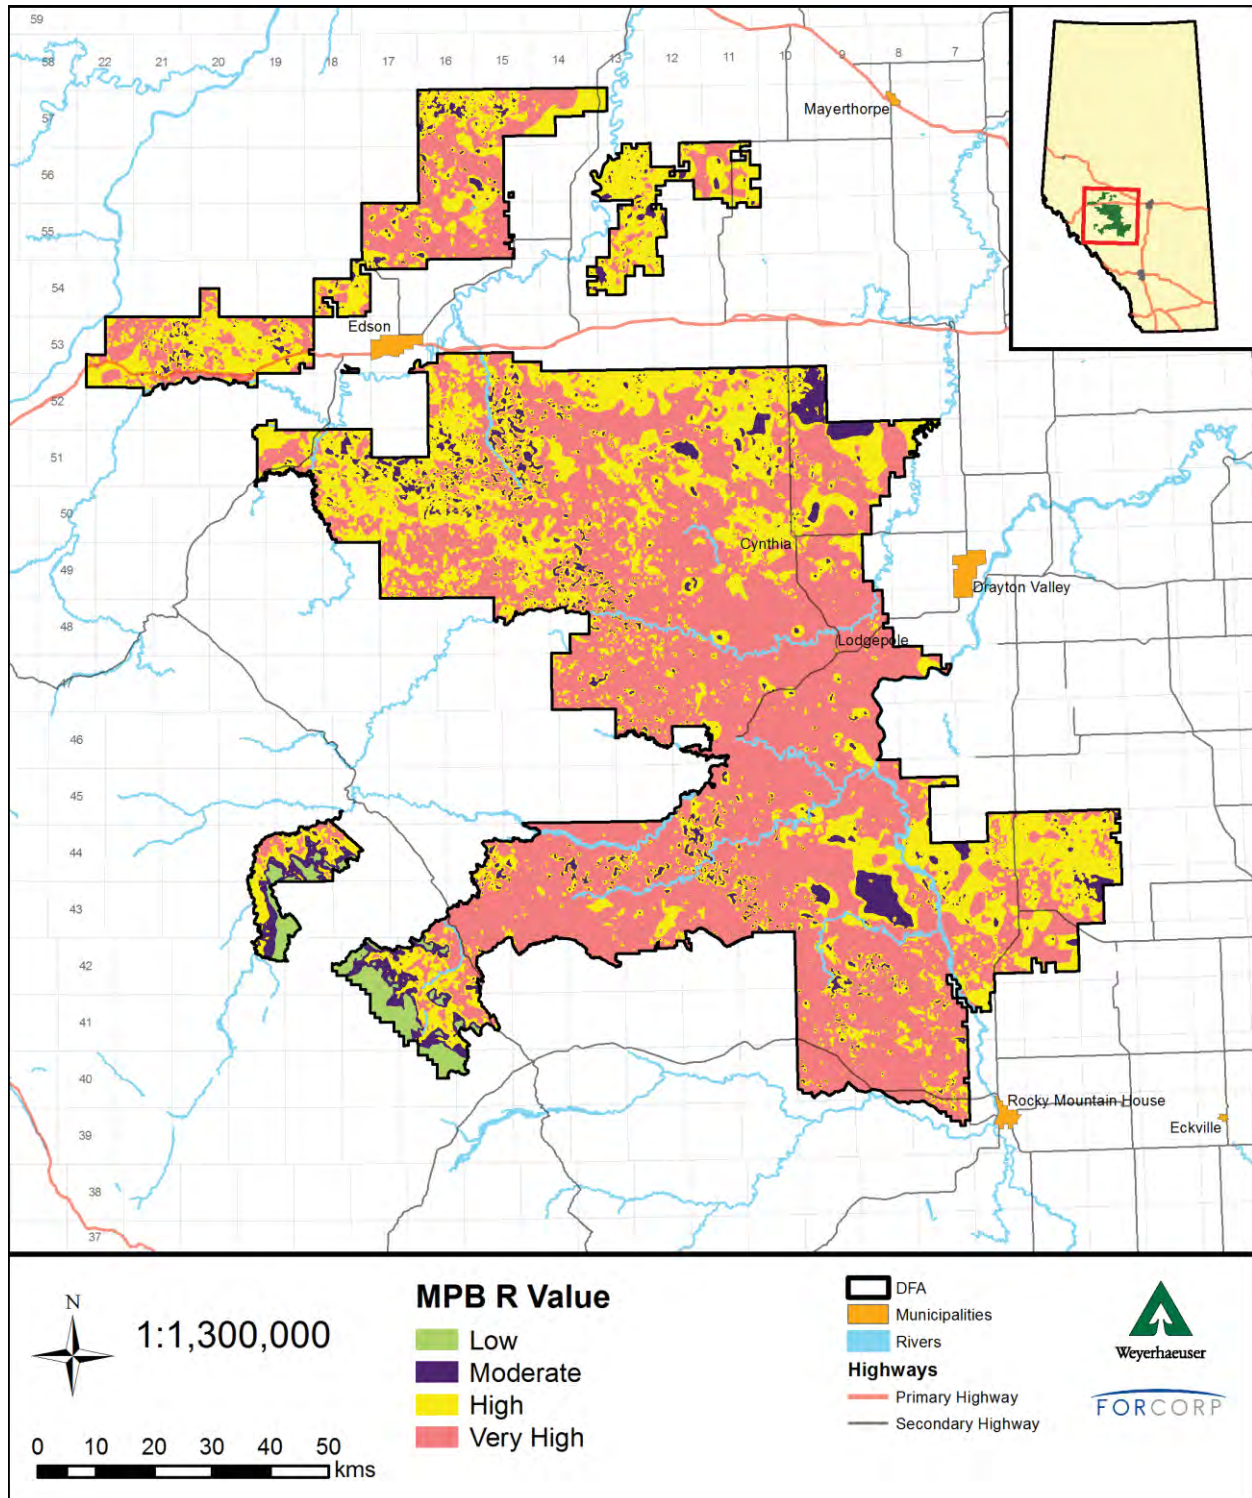 59
58 22 21 20 19 18 17 16 15 14 13 12 11 10 9 8 7
57
Mayerthorpe
56
55
54
Edson
53
52
51
50
Cynthia
49
Drayton Valley
48
Lodgepole
47
46
45
44
43
42
41
40
Rocky Mountain House
39
Eckville
38
37
N
1:1,300,000
0 10 20 30 40 50
kms
MPB R Value
Low
Moderate
High
Very High
DFA
Municipalities
Rivers
Highways
Primary Highway
Secondary Highway
Weyerhaeuser
FORCORP